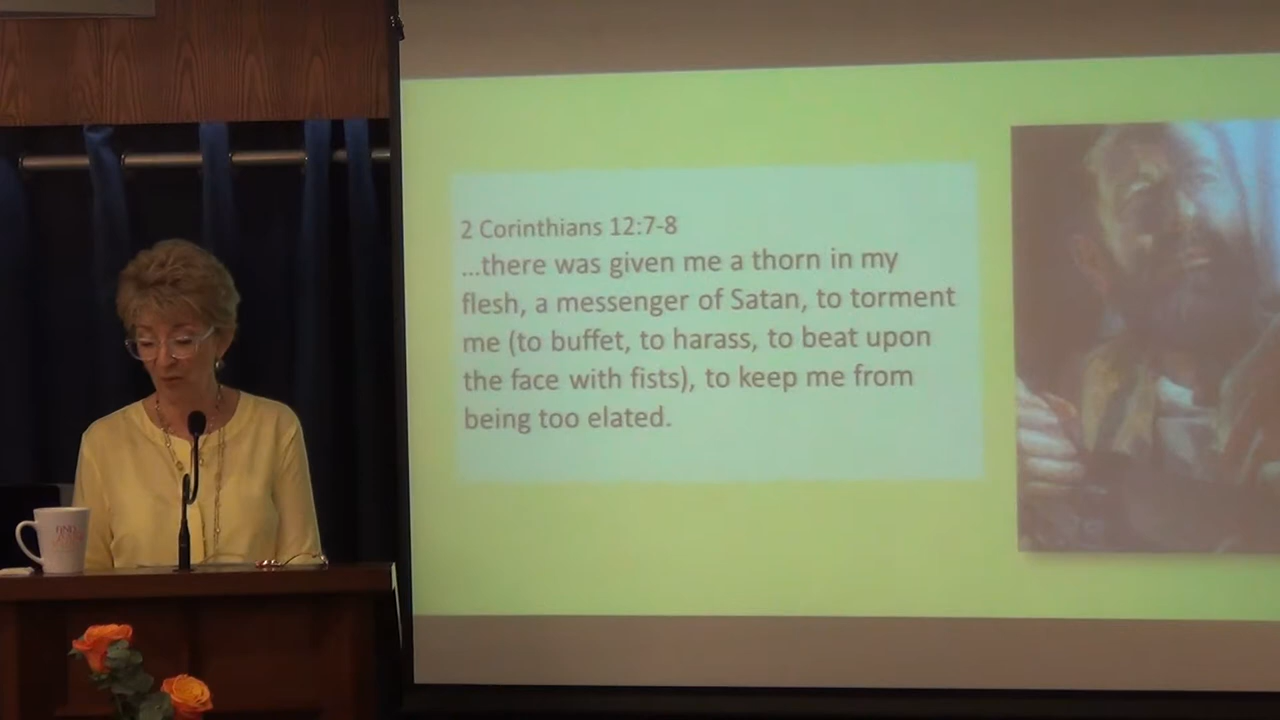 2 Corinthians 12:7-8
...there was given me a thorn in my
flesh, a messenger of Satan, to torment
me (to buffet, to harass, to beat upon
the face with fists), to keep me from
being too elated.